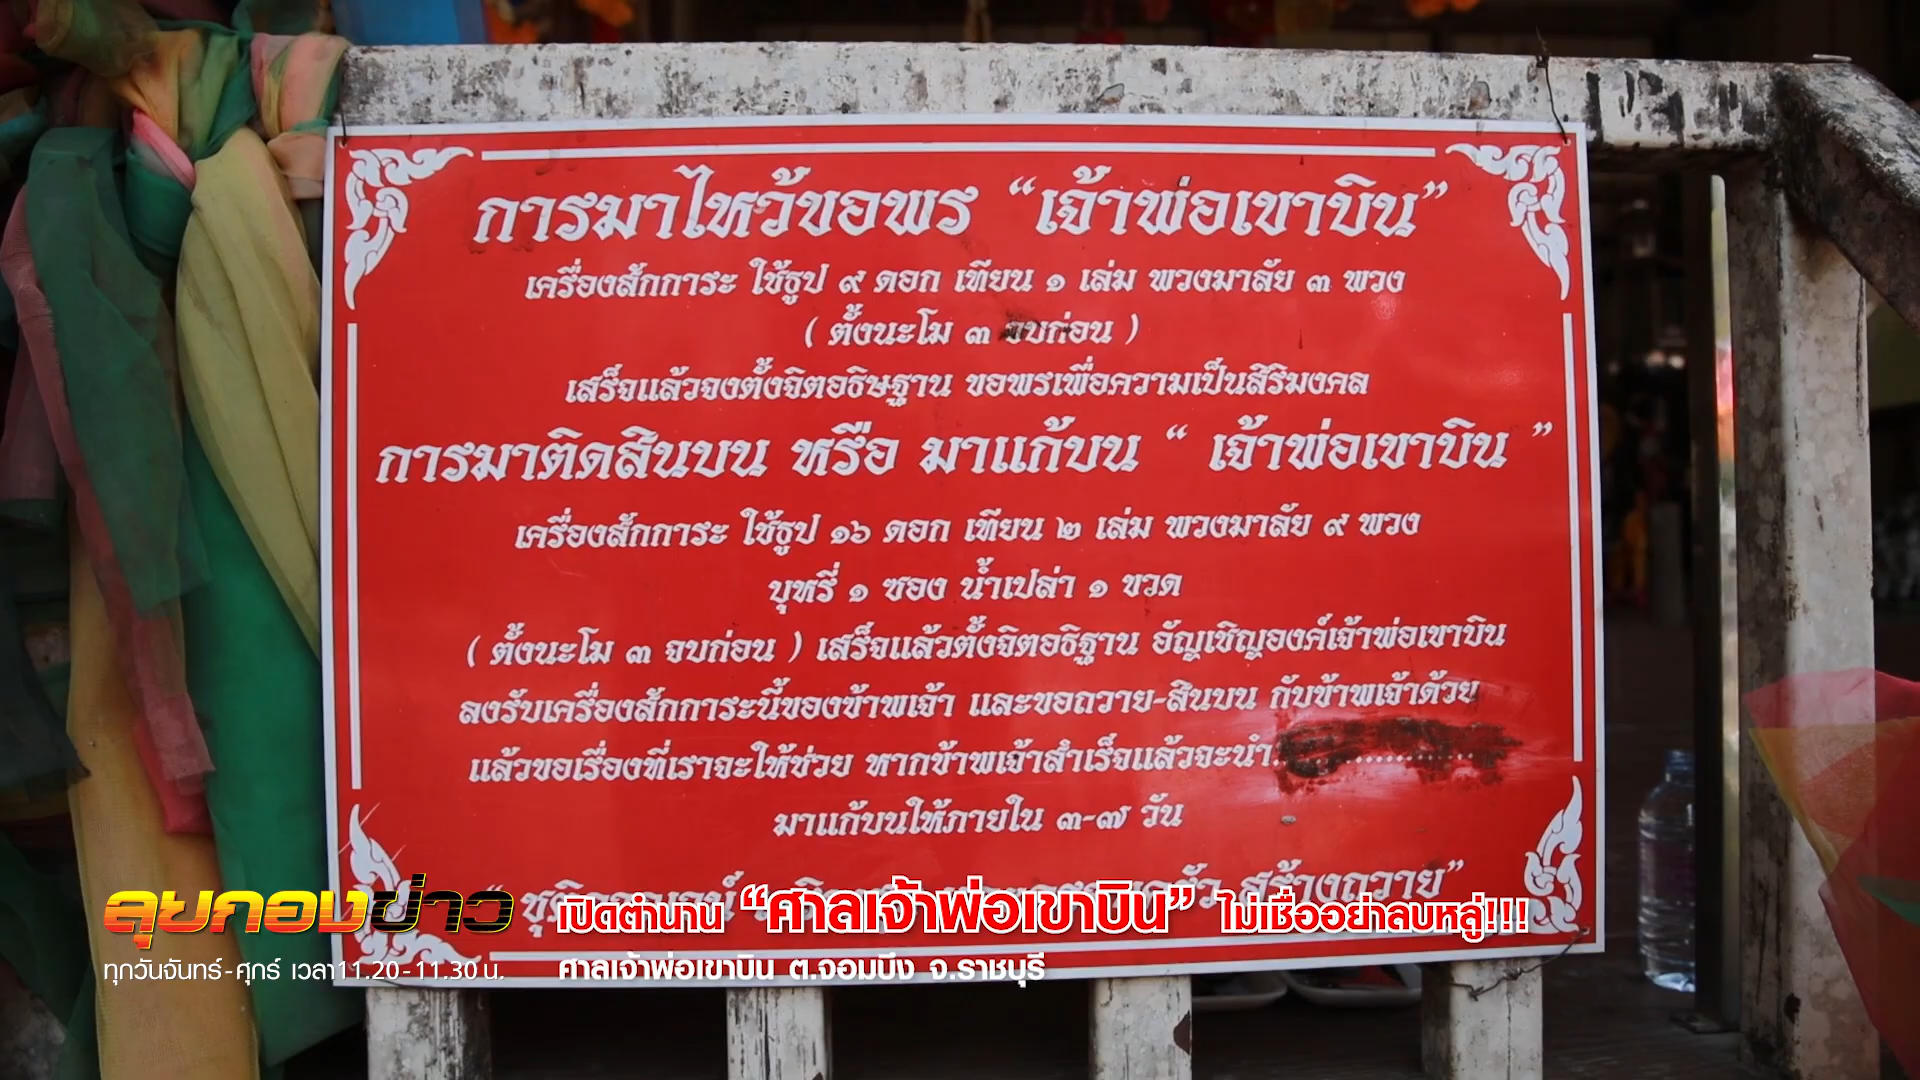 การมาไหว้ขอพร “เจ้าพ่อเขาบิน”
เครื่องสักการะ ใช้ธูป ๙ ดอก เทียน ๑ เล่ม พวงมาลัย ๓ พวง
( ตั้งนะโม ๓ จบก่อน )
เสร็จแล้วจงตั้งจิตอธิษฐาน ขอพรเพื่อความเป็นสิริมงคล
การมาติดสินบน หรือ มาแก้บน “ เจ้าพ่อเขาบิน ”
เครื่องสักการะ ใช้ธูป ๑๖ ดอก เทียน ๒ เล่ม พวงมาลัย ๙ พวง
บุหรี่ ๑ ซอง น้ำเปล่า ๑ ขวด
( ตั้งนะโม ๓ จบก่อน ) เสร็จแล้วตั้งจิตอธิฐาน อัญเชิญองค์เจ้าพ่อเขาบิน
ลงรับเครื่องสักการะนี้ของข้าพเจ้า และขอถวาย-สินบน กับข้าพเจ้าด้วย
แล้วขอเรื่องที่เราจะให้ช่วย หากข้าพเจ้าสำเร็จแล้วจะนำ....................
มาแก้บนให้ภายใน ๓-๗ วัน
สร้างถวาย”
ลุยกองข่าว
ทุกวันจันทร์-ศุกร์ เวลา11.20-11.30น.
เปิดตำนาน “ศาลเจ้าพ่อเขาบิน” ไม่เชื่ออย่าลบหลู่!!!
ศาลเจ้าพ่อเขาบิน ต.จอมบึง จ.ราชบุรี